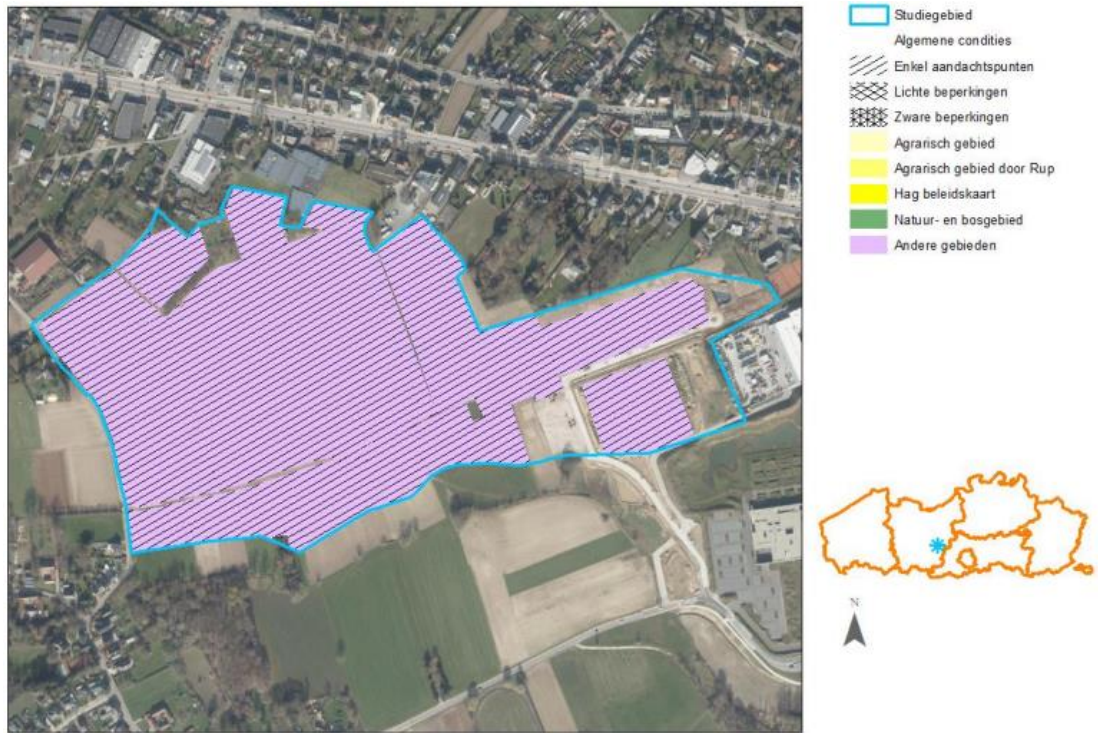 Studiegebied
Algemene condities
Enkel aandachtspunten
Lichte beperkingen
Zware beperkingen
Agrarisch gebied
Agrarisch gebied door Rup
Hag beleidskaart
Natuur- en bosgebied
Andere gebieden
N